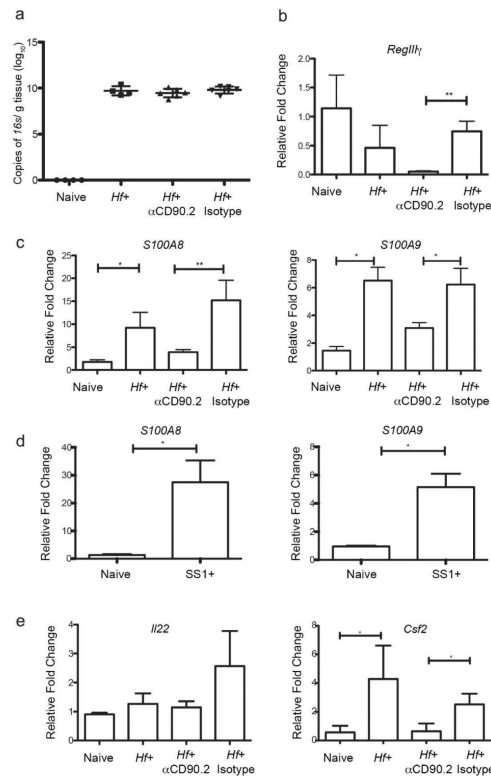 a
Copies of 16s/ g tissue (log10)
15
10
5
0
Naive
Hf+
Hf+ αCD90.2
Hf+ Isotype
b
RegIIIγ
Relative Fold Change
2.0
1.5
1.0
0.5
0.0
**
Naive
Hf+
Hf+ αCD90.2
Hf+ Isotype
c
S100A8
Relative Fold Change
25
20
15
10
5
0
*
**
Naive
Hf+
Hf+ αCD90.2
Hf+ Isotype
S100A9
Relative Fold Change
8
6
4
2
0
*
*
Naive
Hf+
Hf+ αCD90.2
Hf+ Isotype
d
S100A8
Relative Fold Change
40
30
20
10
0
*
Naive
SS1+
S100A9
Relative Fold Change
8
6
4
2
0
*
Naive
SS1+
e
Il22
Relative Fold Change
4
3
2
1
0
Naive
Hf+
Hf+ αCD90.2
Hf+ Isotype
Csf2
Relative Fold Change
8
6
4
2
0
*
*
Naive
Hf+
Hf+ αCD90.2
Hf+ Isotype